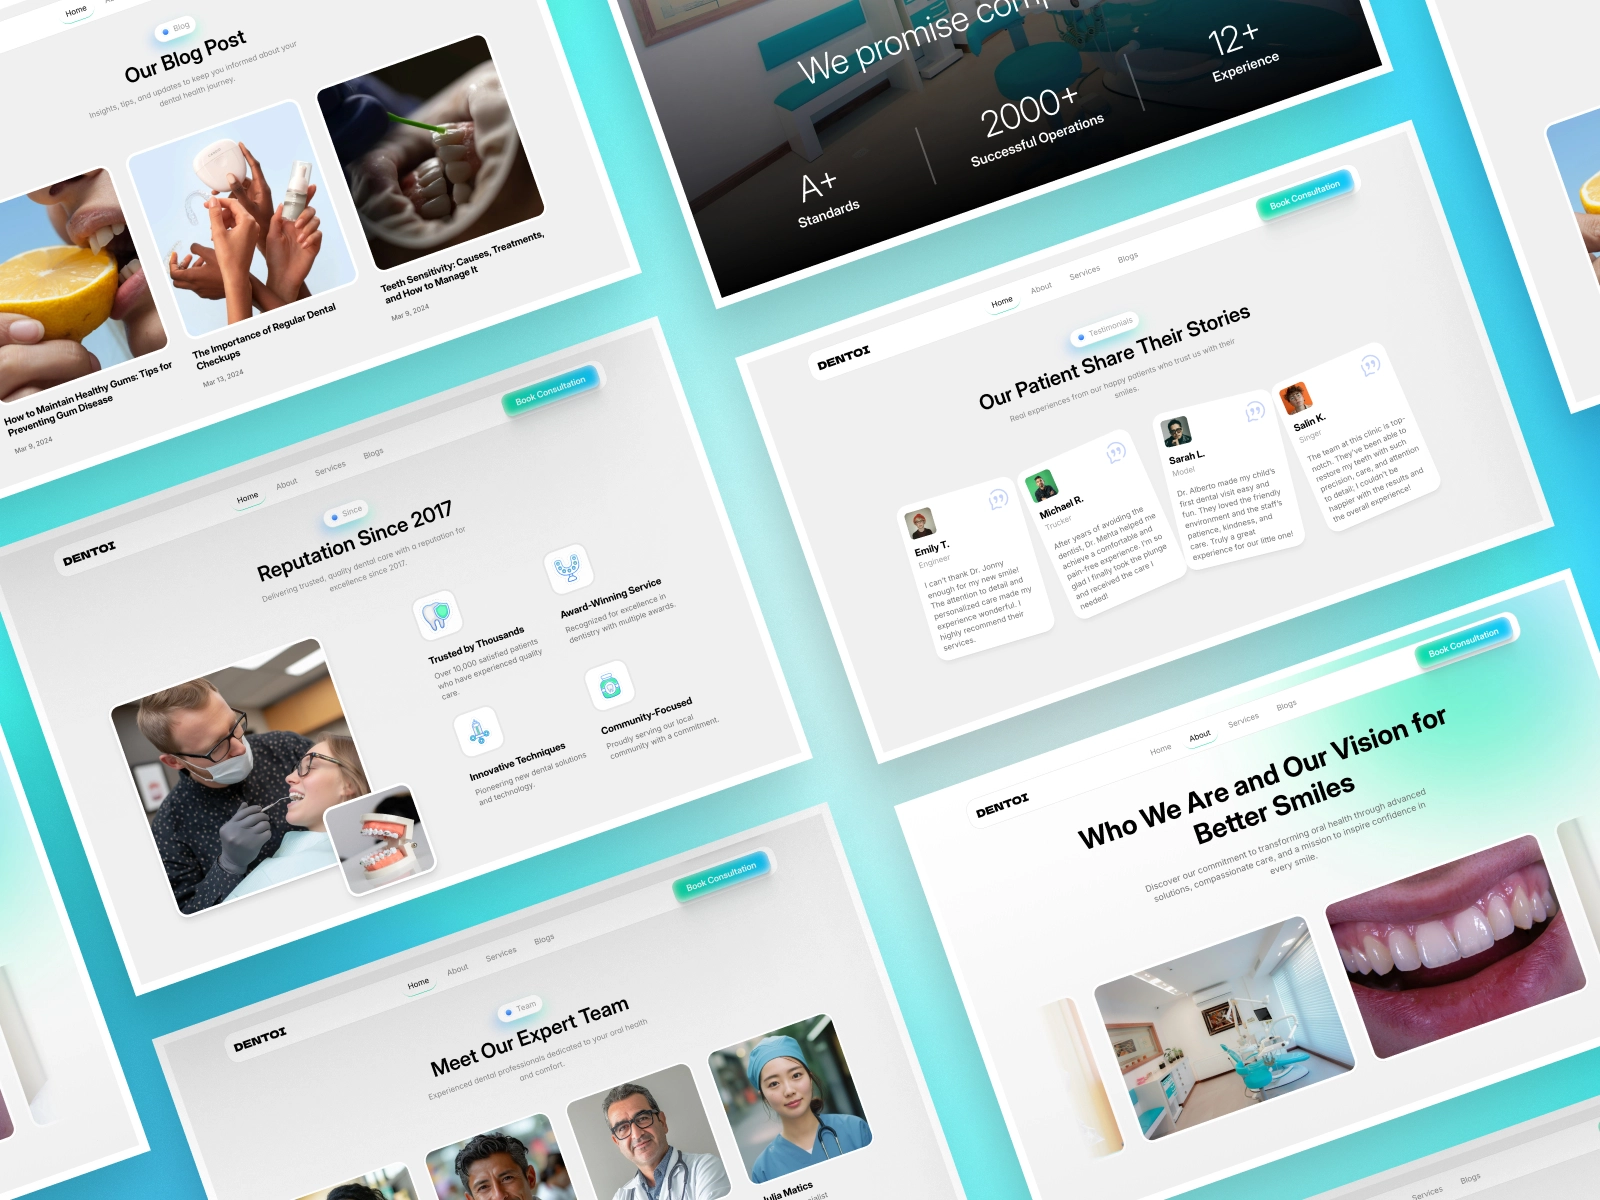 Home
Blog
Our Blog Post
Insights, tips, and updates to keep you informed about your
dental health journey.
How to Maintain Healthy Gums: Tips for
Preventing Gum Disease
Mar 9, 2024
The Importance of Regular Dental
Checkups
Mar 13, 2024
Teeth Sensitivity: Causes, Treatments,
and How to Manage It
Mar 9, 2024
We promise
A+
Standards
2000+
Successful Operations
12+
Experience
DENTOI
Home
About
Services
Blogs
Book Consultation
Since
Reputation Since 2017
Delivering trusted, quality dental care with a reputation for
excellence since 2017.
Trusted by Thousands
Over 10,000 satisfied patients
who have experienced quality
care.
Award-Winning Service
Recognized for excellence in
dentistry with multiple awards.
Innovative Techniques
Pioneering new dental solutions
and technology.
Community-Focused
Proudly serving our local
community with a commitment.
DENTOI
Home
About
Services
Blogs
Book Consultation
Testimonials
Our Patient Share Their Stories
Real experiences from our happy patients who trust us with their
smiles.
Emily T.
Engineer
I can't thank Dr. Jonny
enough for my new smile!
The attention to detail and
personalized care made my
experience wonderful. I
highly recommend their
services.
Michael R.
Trucker
After years of avoiding the
dentist, Dr. Mehta helped me
achieve a comfortable and
pain-free experience. I'm so
glad I finally took the plunge
and received the care I
needed!
Sarah L.
Model
Dr. Alberto made my child's
first dental visit easy and
fun. They loved the friendly
environment and the staff's
patience, kindness, and
care. Truly a great
experience for our little one!
Salin K.
Singer
The team at this clinic is top-
notch. They've been able to
restore my teeth with such
precision, care, and attention
to detail; I couldn't be
happier with the results and
the overall experience!
DENTOI
Home
About
Services
Blogs
Book Consultation
Team
Meet Our Expert Team
Experienced dental professionals dedicated to your oral health
and comfort.
Julia Matics
DENTOI
Home
About
Services
Blogs
Book Consultation
Who We Are and Our Vision for
Better Smiles
Discover our commitment to transforming oral health through advanced
solutions, compassionate care, and a mission to inspire confidence in
every smile.
Services
Blogs